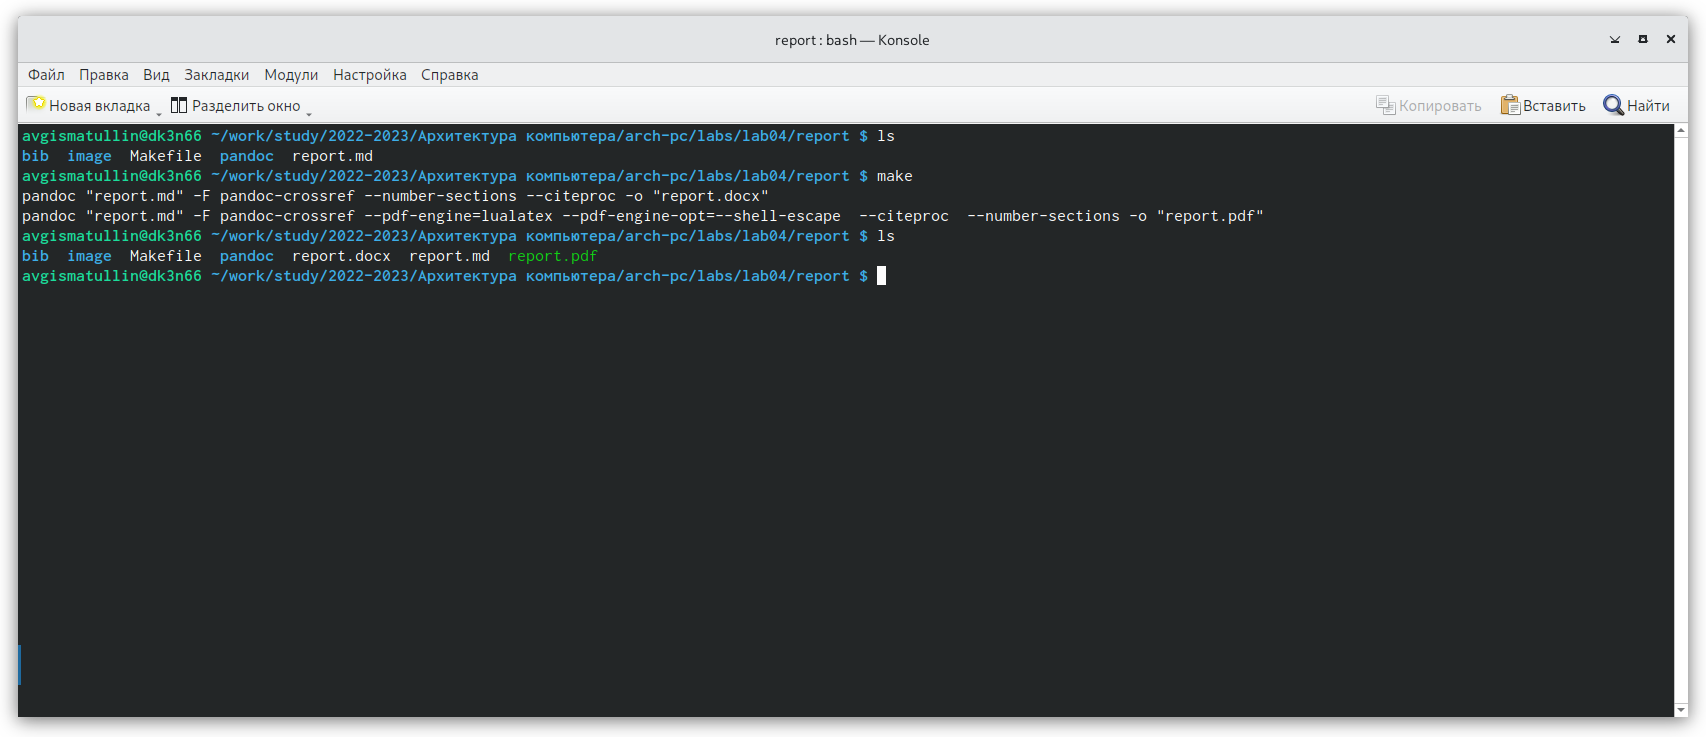 report : bash — Konsole
Файл Правка Вид Закладки Модули Настройка Справка
Новая вкладка Разделить окно Копировать Вставить Найти
avgismatullin@dk3n66 ~/work/study/2022-2023/Архитектура компьютера/arch-pc/labs/lab04/report $ ls
bib  image  Makefile  pandoc  report.md
avgismatullin@dk3n66 ~/work/study/2022-2023/Архитектура компьютера/arch-pc/labs/lab04/report $ make
pandoc "report.md" -F pandoc-crossref --number-sections --citeproc -o "report.docx"
pandoc "report.md" -F pandoc-crossref --pdf-engine=lualatex --pdf-engine-opt=--shell-escape  --citeproc  --number-sections -o "report.pdf"
avgismatullin@dk3n66 ~/work/study/2022-2023/Архитектура компьютера/arch-pc/labs/lab04/report $ ls
bib  image  Makefile  pandoc  report.docx  report.md  report.pdf
avgismatullin@dk3n66 ~/work/study/2022-2023/Архитектура компьютера/arch-pc/labs/lab04/report $